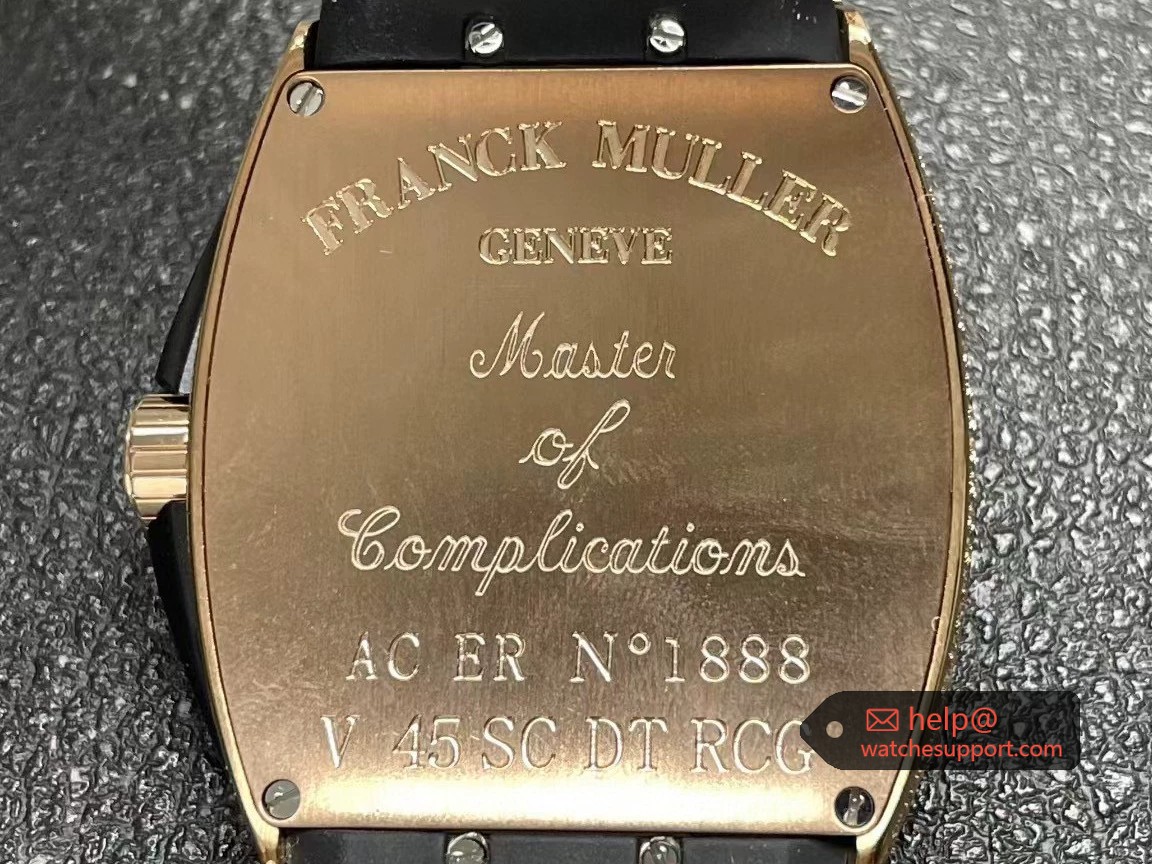 FRANCK MULLER
GENEVE
Master
of
Complications
AC ER N°1888
V 45 SC DT RCG
help@
watchesupport.com